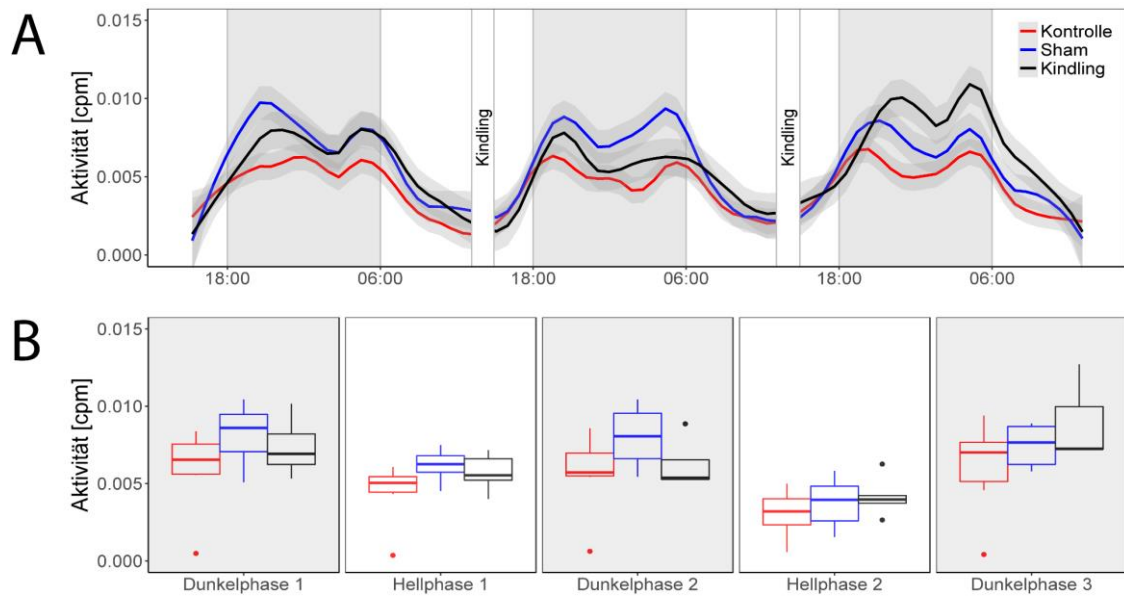 A
Aktivität [cpm]
0.015
0.010
0.005
0.000
Kindling
Kindling
Kontrolle
Sham
Kindling
18:00 06:00 18:00 06:00 18:00 06:00
B
Aktivität [cpm]
0.015
0.010
0.005
0.000
Dunkelphase 1 Hellphase 1 Dunkelphase 2 Hellphase 2 Dunkelphase 3